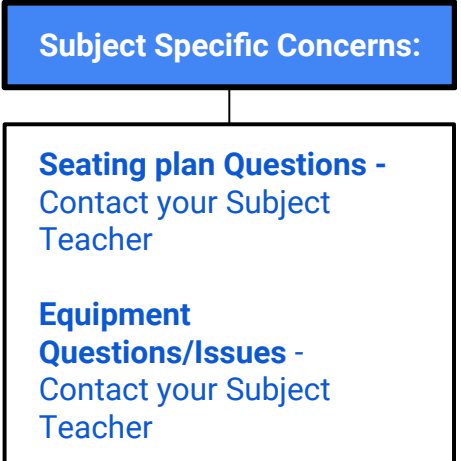 Subject Specific Concerns:
Seating plan Questions -
Contact your Subject
Teacher
Equipment
Questions/Issues -
Contact your Subject
Teacher